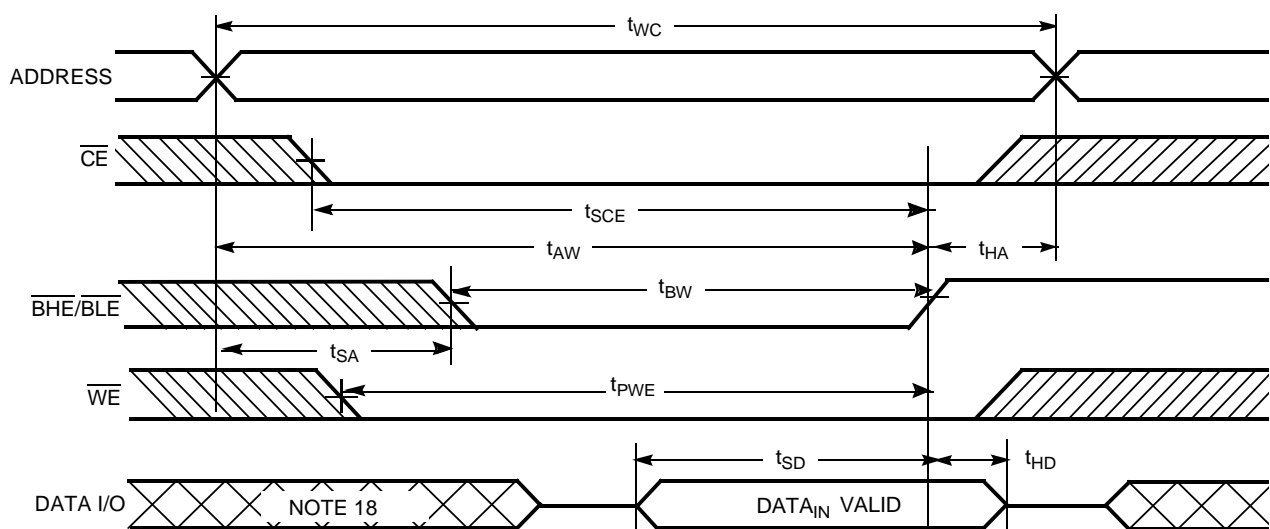 tWC
ADDRESS
CE
tSCE
tAW
tHA
BHE/BLE
tBW
tSA
WE
tPWE
tSD
tHD
DATA I/O
NOTE 18
DATAIN VALID